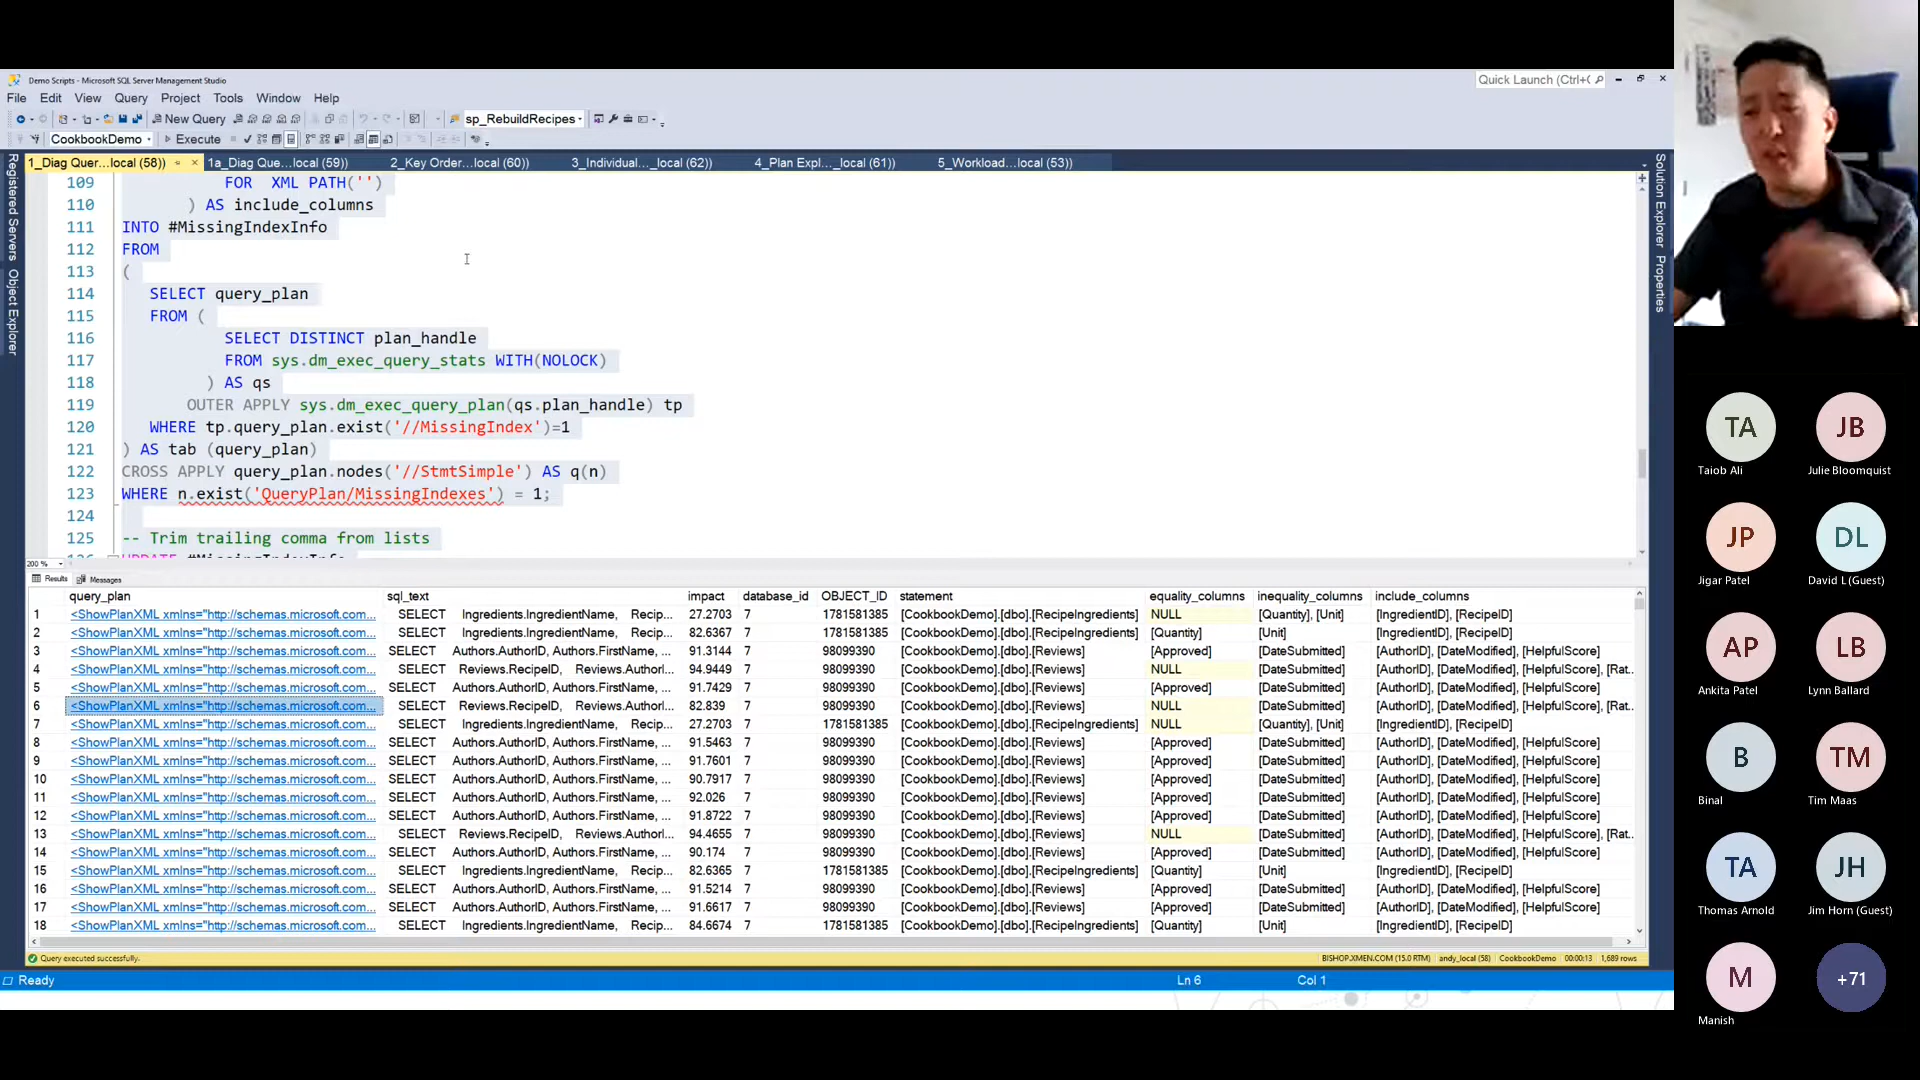 Demo Scripts - Microsoft SQL Server Management Studio
Quick Launch (Ctrl+Q
File Edit View Query Project Tools Window Help
New Query
sp_RebuildRecipes
CookbookDemo
Execute
1_Diag Quer...local (58))
1a_Diag Que...local (59))
2_Key Order...local (60))
3_Individual..._local (62))
4_Plan Expl..._local (61))
5_Workload...local (53))
Registered Servers
Object Explorer
Solution Explorer
Properties
109 FOR XML PATH('')
110 ) AS include_columns
111 INTO #MissingIndexInfo
112 FROM
113 (
114 SELECT query_plan
115 FROM (
116 SELECT DISTINCT plan_handle
117 FROM sys.dm_exec_query_stats WITH(NOLOCK)
118 ) AS qs
119 OUTER APPLY sys.dm_exec_query_plan(qs.plan_handle) tp
120 WHERE tp.query_plan.exist('//MissingIndex')=1
121 ) AS tab (query_plan)
122 CROSS APPLY query_plan.nodes('//StmtSimple') AS q(n)
123 WHERE n.exist('QueryPlan/MissingIndexes') = 1;
124
125 -- Trim trailing comma from lists
200 %
Results Messages
query_plan sql_text impact database_id OBJECT_ID statement equality_columns inequality_columns include_columns
1 <ShowPlanXML xmlns="http://schemas.microsoft.com... SELECT Ingredients.IngredientName, Recip... 27.2703 7 1781581385 [CookbookDemo].[dbo].[RecipeIngredients] NULL [Quantity], [Unit] [IngredientID], [RecipeID]
2 <ShowPlanXML xmlns="http://schemas.microsoft.com... SELECT Ingredients.IngredientName, Recip... 82.6367 7 1781581385 [CookbookDemo].[dbo].[RecipeIngredients] [Quantity] [Unit] [IngredientID], [RecipeID]
3 <ShowPlanXML xmlns="http://schemas.microsoft.com... SELECT Authors.AuthorID, Authors.FirstName, ... 91.3144 7 98099390 [CookbookDemo].[dbo].[Reviews] [Approved] [DateSubmitted] [AuthorID], [DateModified], [HelpfulScore]
4 <ShowPlanXML xmlns="http://schemas.microsoft.com... SELECT Reviews.RecipeID, Reviews.AuthorI... 94.9449 7 98099390 [CookbookDemo].[dbo].[Reviews] NULL [DateSubmitted] [AuthorID], [DateModified], [HelpfulScore], [Rat...
5 <ShowPlanXML xmlns="http://schemas.microsoft.com... SELECT Authors.AuthorID, Authors.FirstName, ... 91.7429 7 98099390 [CookbookDemo].[dbo].[Reviews] [Approved] [DateSubmitted] [AuthorID], [DateModified], [HelpfulScore]
6 <ShowPlanXML xmlns="http://schemas.microsoft.com... SELECT Reviews.RecipeID, Reviews.AuthorI... 82.839 7 98099390 [CookbookDemo].[dbo].[Reviews] NULL [DateSubmitted] [AuthorID], [DateModified], [HelpfulScore], [Rat...
7 <ShowPlanXML xmlns="http://schemas.microsoft.com... SELECT Ingredients.IngredientName, Recip... 27.2703 7 1781581385 [CookbookDemo].[dbo].[RecipeIngredients] NULL [Quantity], [Unit] [IngredientID], [RecipeID]
8 <ShowPlanXML xmlns="http://schemas.microsoft.com... SELECT Authors.AuthorID, Authors.FirstName, ... 91.5463 7 98099390 [CookbookDemo].[dbo].[Reviews] [Approved] [DateSubmitted] [AuthorID], [DateModified], [HelpfulScore]
9 <ShowPlanXML xmlns="http://schemas.microsoft.com... SELECT Authors.AuthorID, Authors.FirstName, ... 91.7601 7 98099390 [CookbookDemo].[dbo].[Reviews] [Approved] [DateSubmitted] [AuthorID], [DateModified], [HelpfulScore]
10 <ShowPlanXML xmlns="http://schemas.microsoft.com... SELECT Authors.AuthorID, Authors.FirstName, ... 90.7917 7 98099390 [CookbookDemo].[dbo].[Reviews] [Approved] [DateSubmitted] [AuthorID], [DateModified], [HelpfulScore]
11 <ShowPlanXML xmlns="http://schemas.microsoft.com... SELECT Authors.AuthorID, Authors.FirstName, ... 92.026 7 98099390 [CookbookDemo].[dbo].[Reviews] [Approved] [DateSubmitted] [AuthorID], [DateModified], [HelpfulScore]
12 <ShowPlanXML xmlns="http://schemas.microsoft.com... SELECT Authors.AuthorID, Authors.FirstName, ... 91.8722 7 98099390 [CookbookDemo].[dbo].[Reviews] [Approved] [DateSubmitted] [AuthorID], [DateModified], [HelpfulScore]
13 <ShowPlanXML xmlns="http://schemas.microsoft.com... SELECT Reviews.RecipeID, Reviews.AuthorI... 94.4655 7 98099390 [CookbookDemo].[dbo].[Reviews] NULL [DateSubmitted] [AuthorID], [DateModified], [HelpfulScore], [Rat...
14 <ShowPlanXML xmlns="http://schemas.microsoft.com... SELECT Authors.AuthorID, Authors.FirstName, ... 90.174 7 98099390 [CookbookDemo].[dbo].[Reviews] [Approved] [DateSubmitted] [AuthorID], [DateModified], [HelpfulScore]
15 <ShowPlanXML xmlns="http://schemas.microsoft.com... SELECT Ingredients.IngredientName, Recip... 82.6365 7 1781581385 [CookbookDemo].[dbo].[RecipeIngredients] [Quantity] [Unit] [IngredientID], [RecipeID]
16 <ShowPlanXML xmlns="http://schemas.microsoft.com... SELECT Authors.AuthorID, Authors.FirstName, ... 91.5214 7 98099390 [CookbookDemo].[dbo].[Reviews] [Approved] [DateSubmitted] [AuthorID], [DateModified], [HelpfulScore]
17 <ShowPlanXML xmlns="http://schemas.microsoft.com... SELECT Authors.AuthorID, Authors.FirstName, ... 91.6617 7 98099390 [CookbookDemo].[dbo].[Reviews] [Approved] [DateSubmitted] [AuthorID], [DateModified], [HelpfulScore]
18 <ShowPlanXML xmlns="http://schemas.microsoft.com... SELECT Ingredients.IngredientName, Recip... 84.6674 7 1781581385 [CookbookDemo].[dbo].[RecipeIngredients] [Quantity] [Unit] [IngredientID], [RecipeID]
Query executed successfully.
BISHOP.XMEN.COM (15.0 RTM) andy_local (58) CookbookDemo 00:00:13 1,689 rows
Ready
Ln 6
Col 1
TA JB
Taiob Ali Julie Bloomquist
JP DL
Jigar Patel David L (Guest)
AP LB
Ankita Patel Lynn Ballard
B TM
Binal Tim Maas
TA JH
Thomas Arnold Jim Horn (Guest)
M +71
Manish